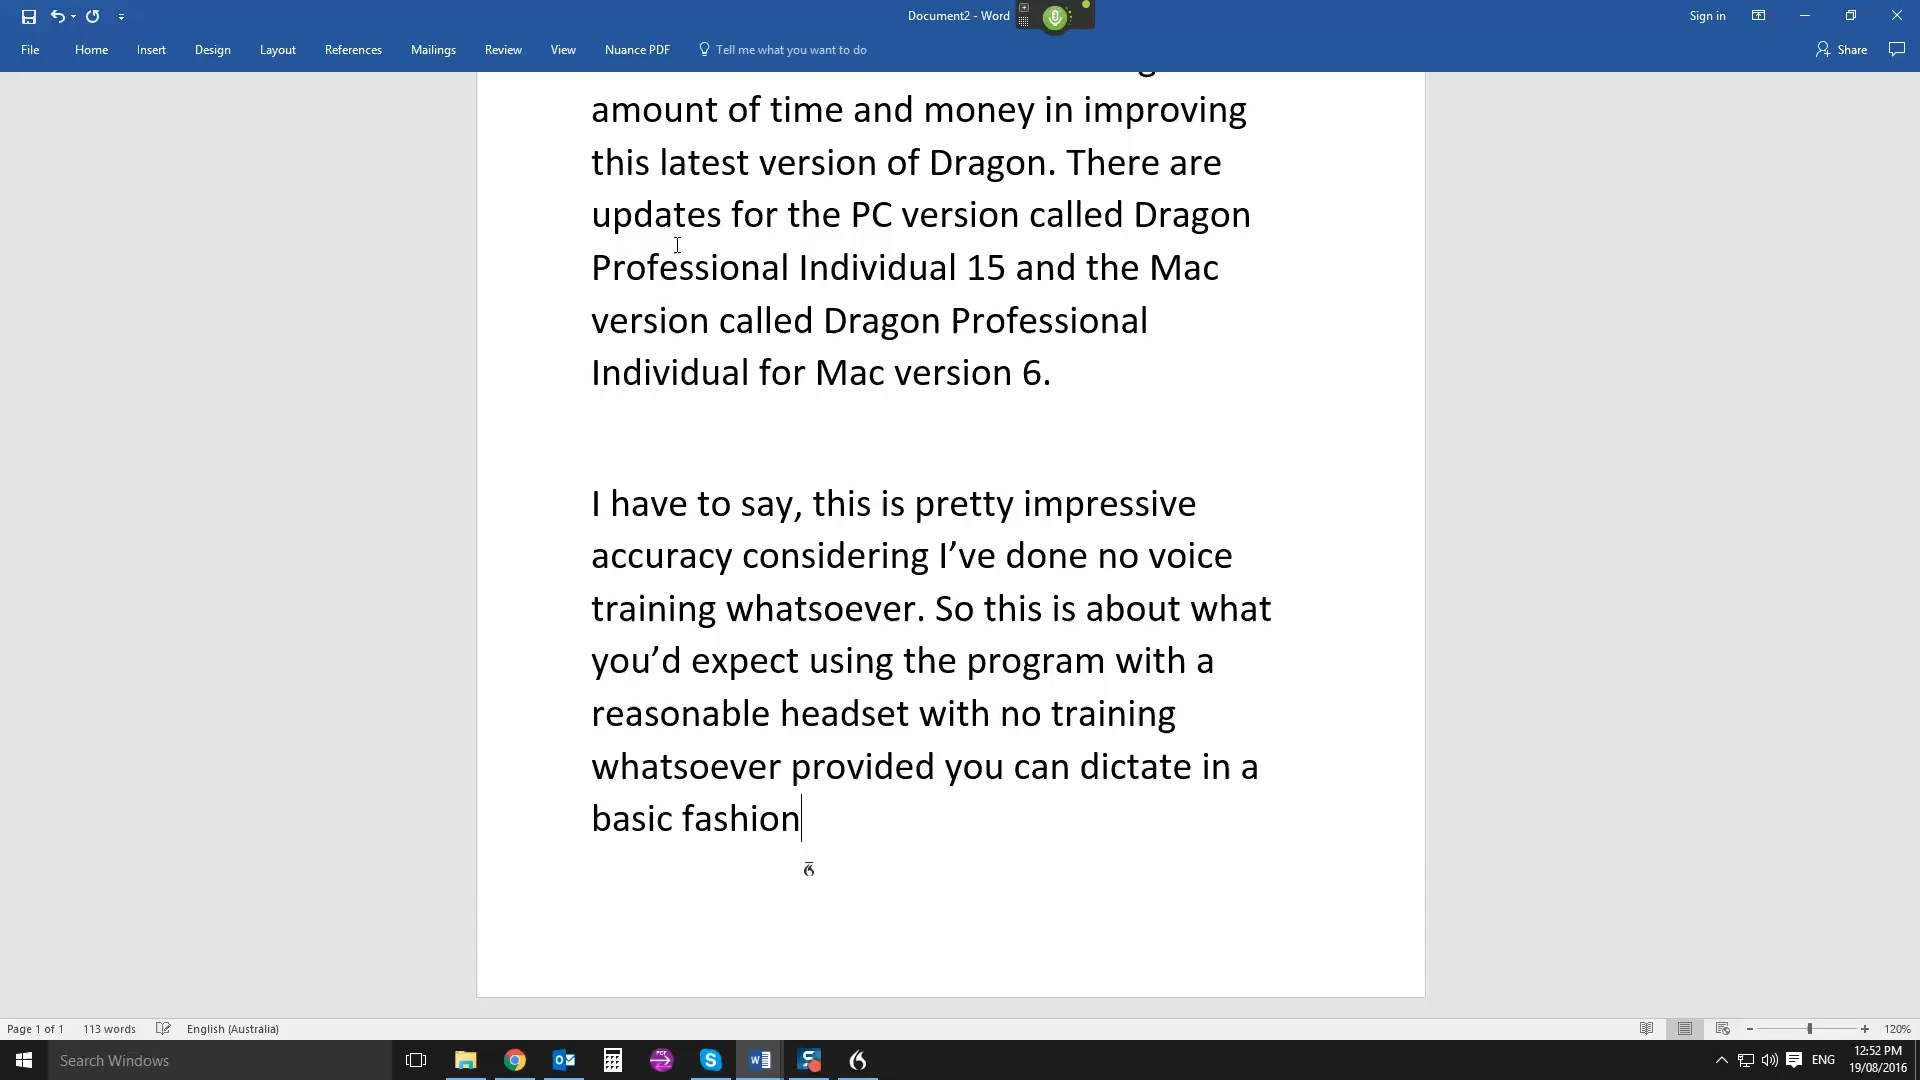 Document2 - Word
Sign in
File Home Insert Design Layout References Mailings Review View Nuance PDF Tell me what you want to do Share
amount of time and money in improving
this latest version of Dragon. There are
updates for the PC version called Dragon
Professional Individual 15 and the Mac
version called Dragon Professional
Individual for Mac version 6.
I have to say, this is pretty impressive
accuracy considering I’ve done no voice
training whatsoever. So this is about what
you’d expect using the program with a
reasonable headset with no training
whatsoever provided you can dictate in a
basic fashion
Page 1 of 1 113 words English (Australia) 120%
Search Windows
ENG
12:52 PM
19/08/2016